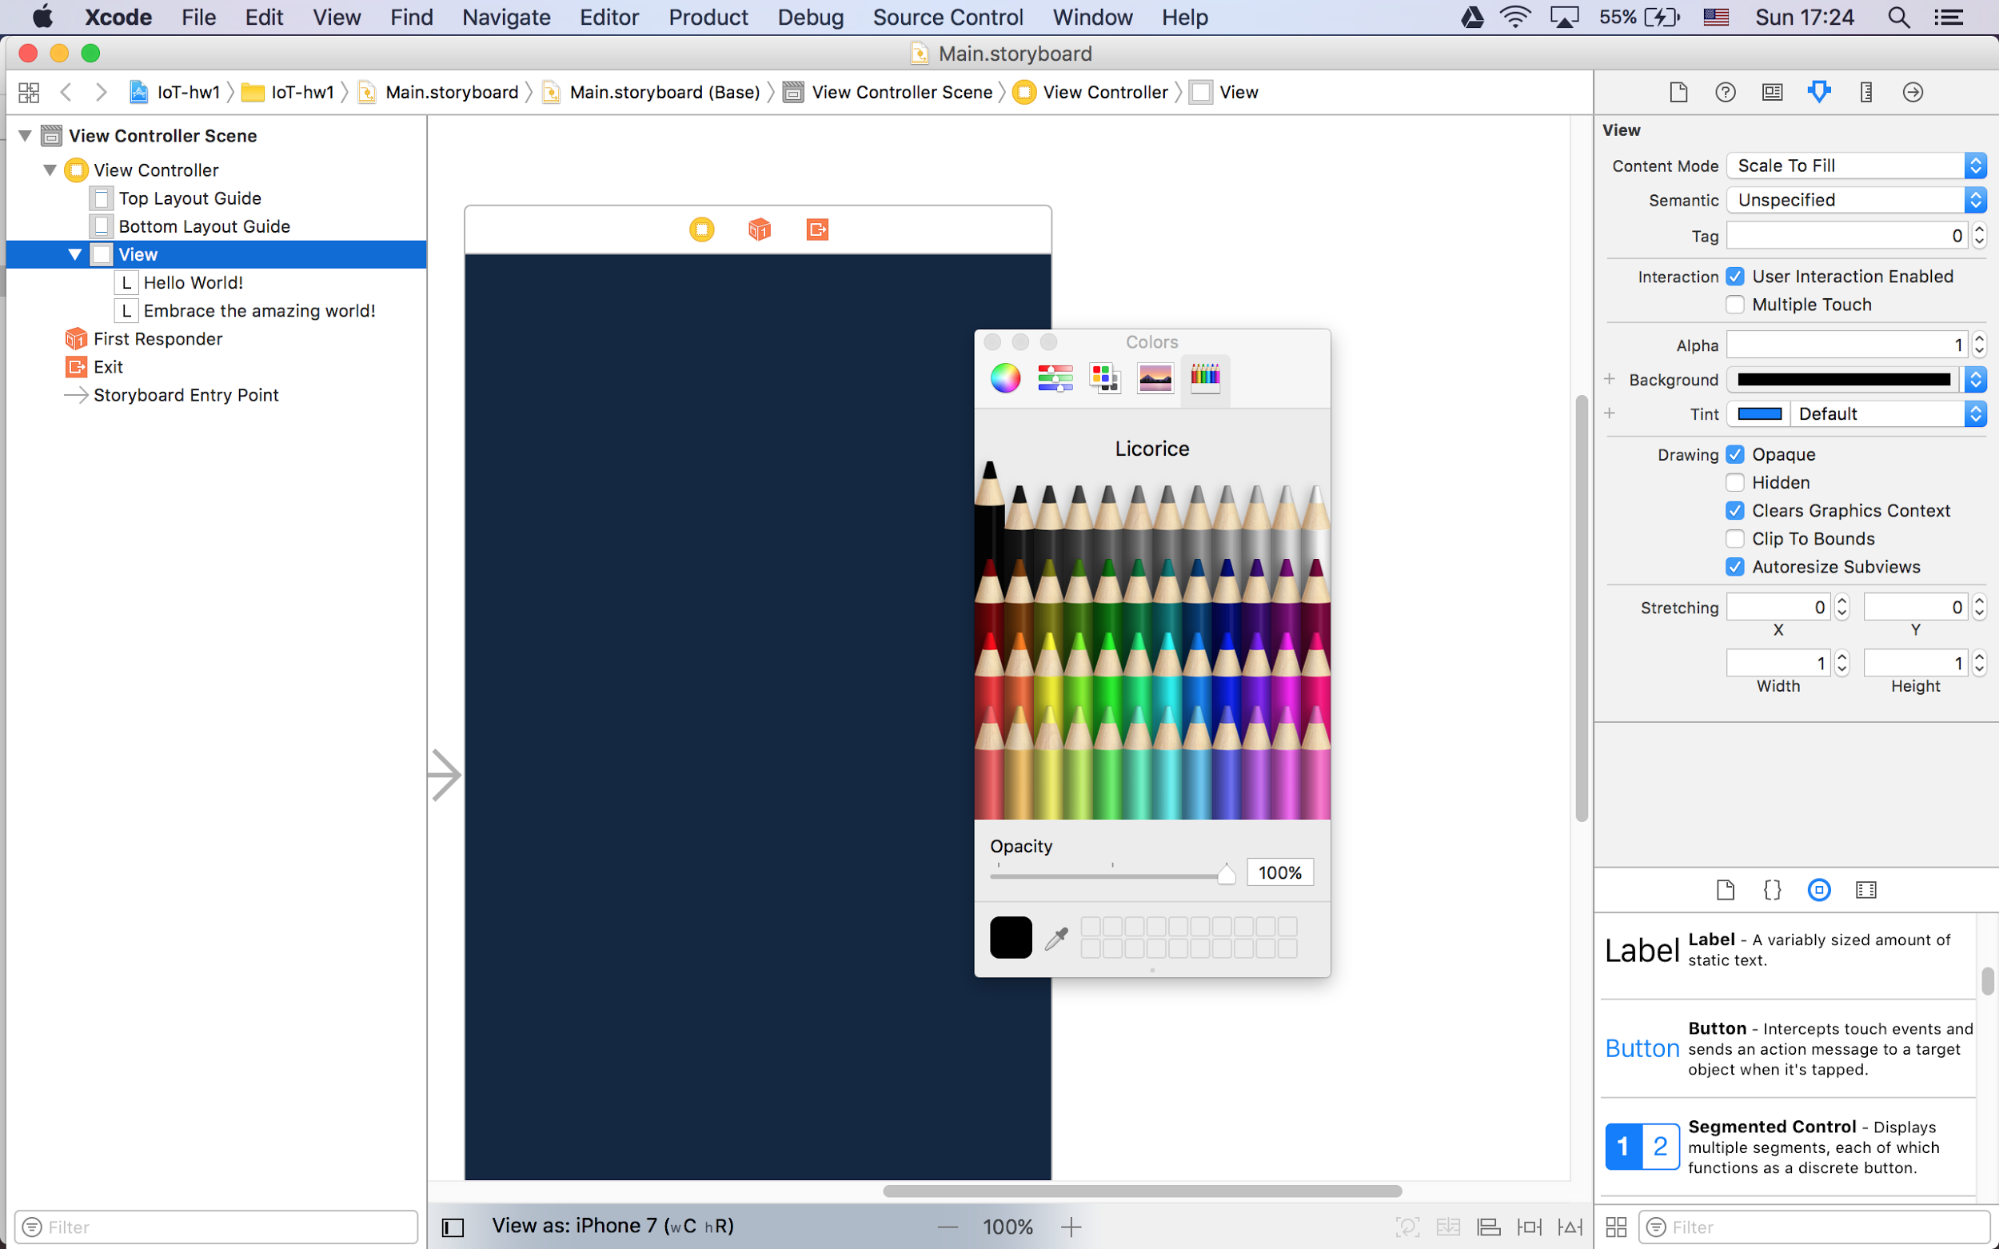 Xcode File Edit View Find Navigate Editor Product Debug Source Control Window Help 55% Sun 17:24
Main.storyboard
IoT-hw1 IoT-hw1 Main.storyboard Main.storyboard (Base) View Controller Scene View Controller View
View Controller Scene
View Controller
Top Layout Guide
Bottom Layout Guide
View
L Hello World!
L Embrace the amazing world!
First Responder
Exit
Storyboard Entry Point
Filter
Colors
Licorice
Opacity
100%
View as: iPhone 7 (wC hR)
100%
View
Content Mode Scale To Fill
Semantic Unspecified
Tag 0
Interaction User Interaction Enabled
Multiple Touch
Alpha 1
Background
Tint Default
Drawing Opaque
Hidden
Clears Graphics Context
Clip To Bounds
Autoresize Subviews
Stretching 0 0
X Y
1 1
Width Height
{}
Label
Label - A variably sized amount of
static text.
Button
Button - Intercepts touch events and
sends an action message to a target
object when it's tapped.
1 2
Segmented Control - Displays
multiple segments, each of which
functions as a discrete button.
Filter